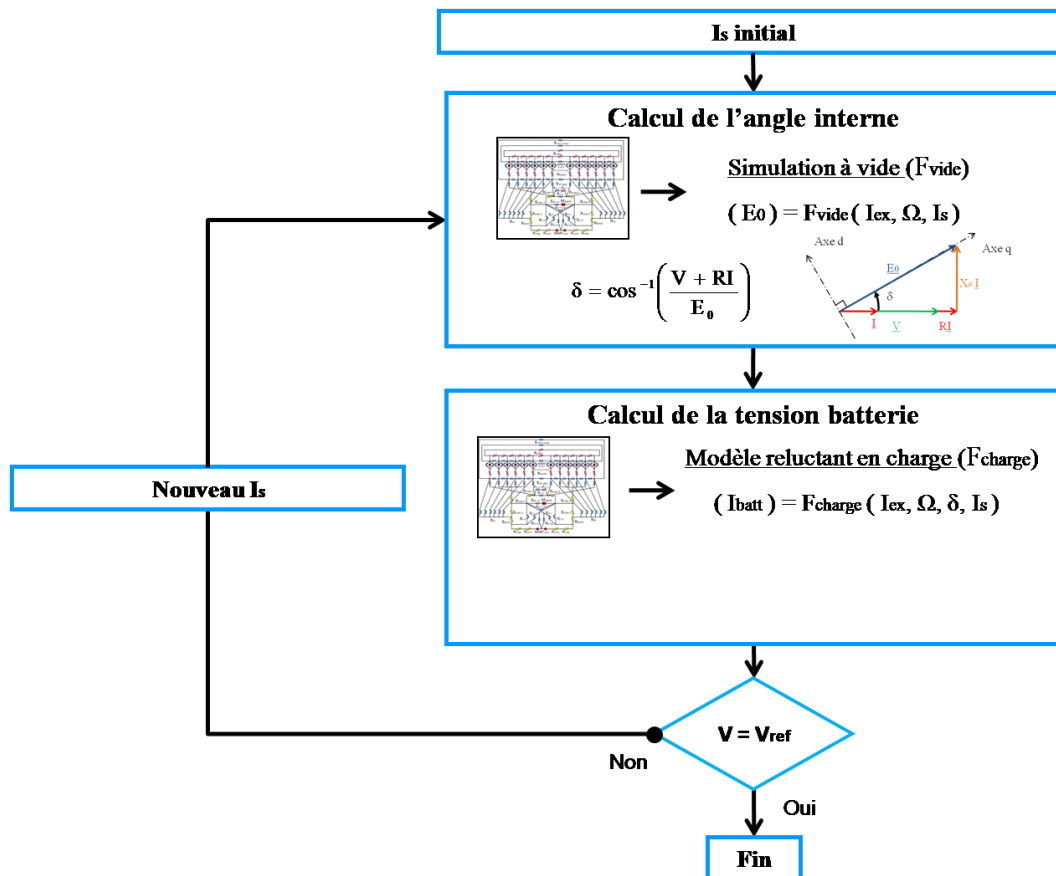 Is initial
Calcul de l'angle interne
Simulation à vide (Fvide)
( E0 ) = Fvide ( Iex, Ω, Is )
δ = cos⁻¹( (V + RI) / E₀ )
Axe d
Axe q
E0
Xs I
δ
I
V
RI
Calcul de la tension batterie
Modèle reluctant en charge (Fcharge)
( Ibatt ) = Fcharge ( Iex, Ω, δ, Is )
Nouveau Is
V = Vref
Non
Oui
Fin